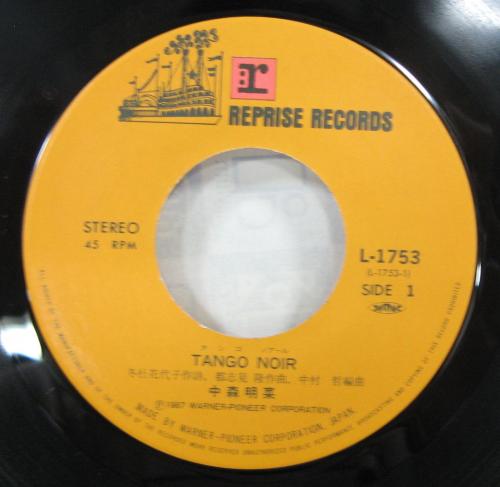 r
REPRISE RECORDS
STEREO
45 RPM
L-1753
(L-1753-1)
SIDE 1
タンゴ ノアール
TANGO NOIR
冬杜花代子作詞、都志見 隆作曲、中村 哲編曲
中森明菜
Ⓟ1987 WARNER-PIONEER CORPORATION
MADE BY WARNER-PIONEER CORPORATION, JAPAN.